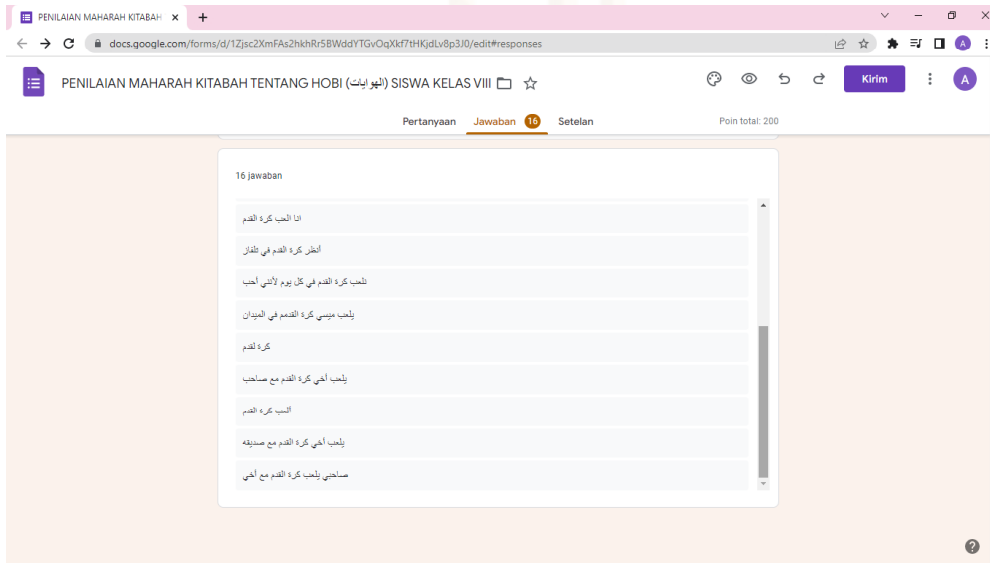 PENILAIAN MAHARAH KITABAH
docs.google.com/forms/d/1Zjsc2XmFAs2hkhRr5BWddYTGvOqXkf7tHKjdLv8p3J0/edit#responses
A
PENILAIAN MAHARAH KITABAH TENTANG HOBI (الهوايات) SISWA KELAS VIII
Kirim
A
Pertanyaan Jawaban 16 Setelan Poin total: 200
16 jawaban
انا العب كرة القدم
أنظر كرة القدم في تلفاز
تلعب كرة القدم في كل يوم لأنني أحب
يلعب ميسي كرة القدمم في الميدان
كرة لقدم
يلعب أخي كرة القدم مع صاحب
ألسب كره القدم
يلعب أخي كرة القدم مع صديقه
صاحبي يلعب كرة القدم مع أخي